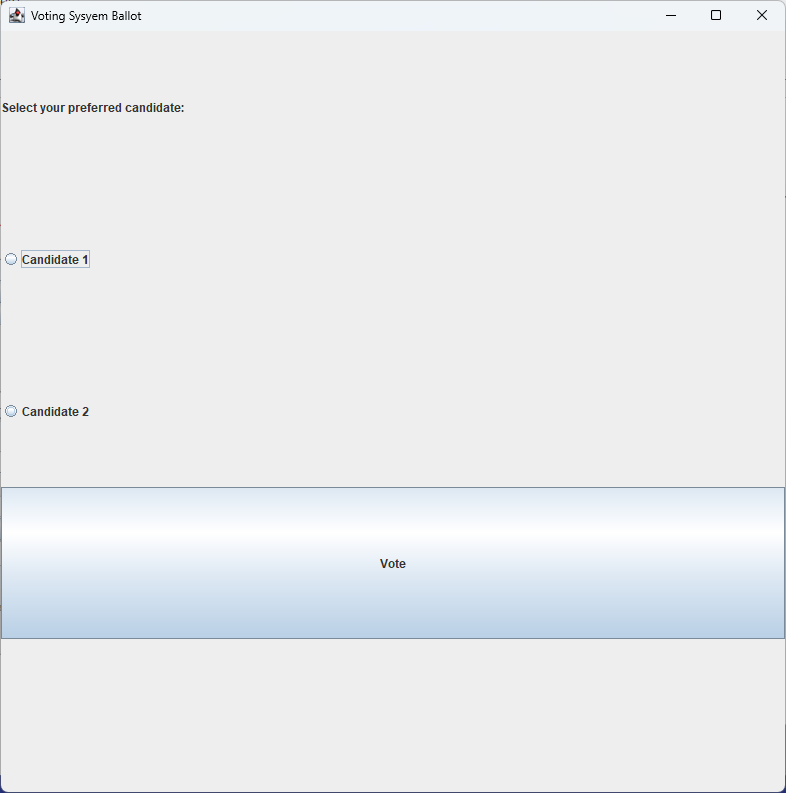 Voting Sysyem Ballot
Select your preferred candidate:
Candidate 1
Candidate 2
Vote